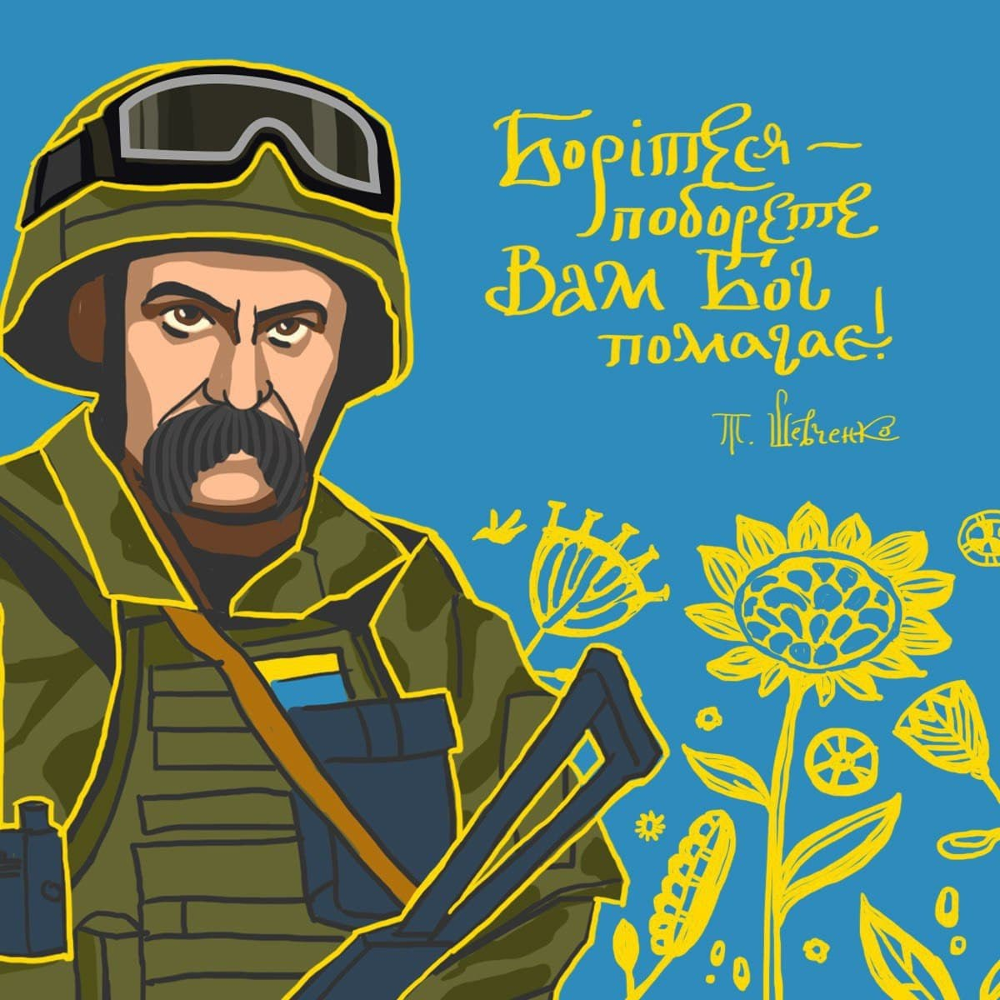 Борітеся —
поборете
Вам Бог
помагає!
Т. Шевченко